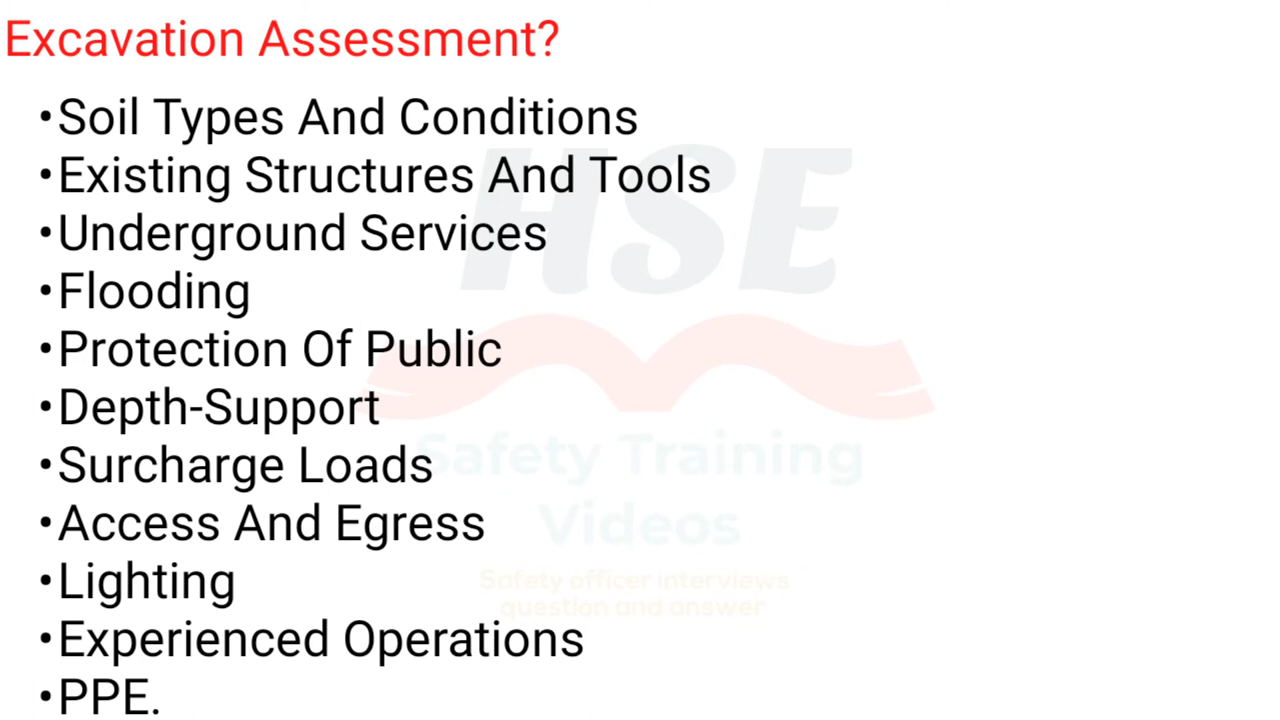 Excavation Assessment?
•Soil Types And Conditions
•Existing Structures And Tools
•Underground Services
•Flooding
•Protection Of Public
•Depth-Support
•Surcharge Loads
•Access And Egress
•Lighting
•Experienced Operations
•PPE.
HSE
Safety Training
Videos
Safety officer interviews
question and answer